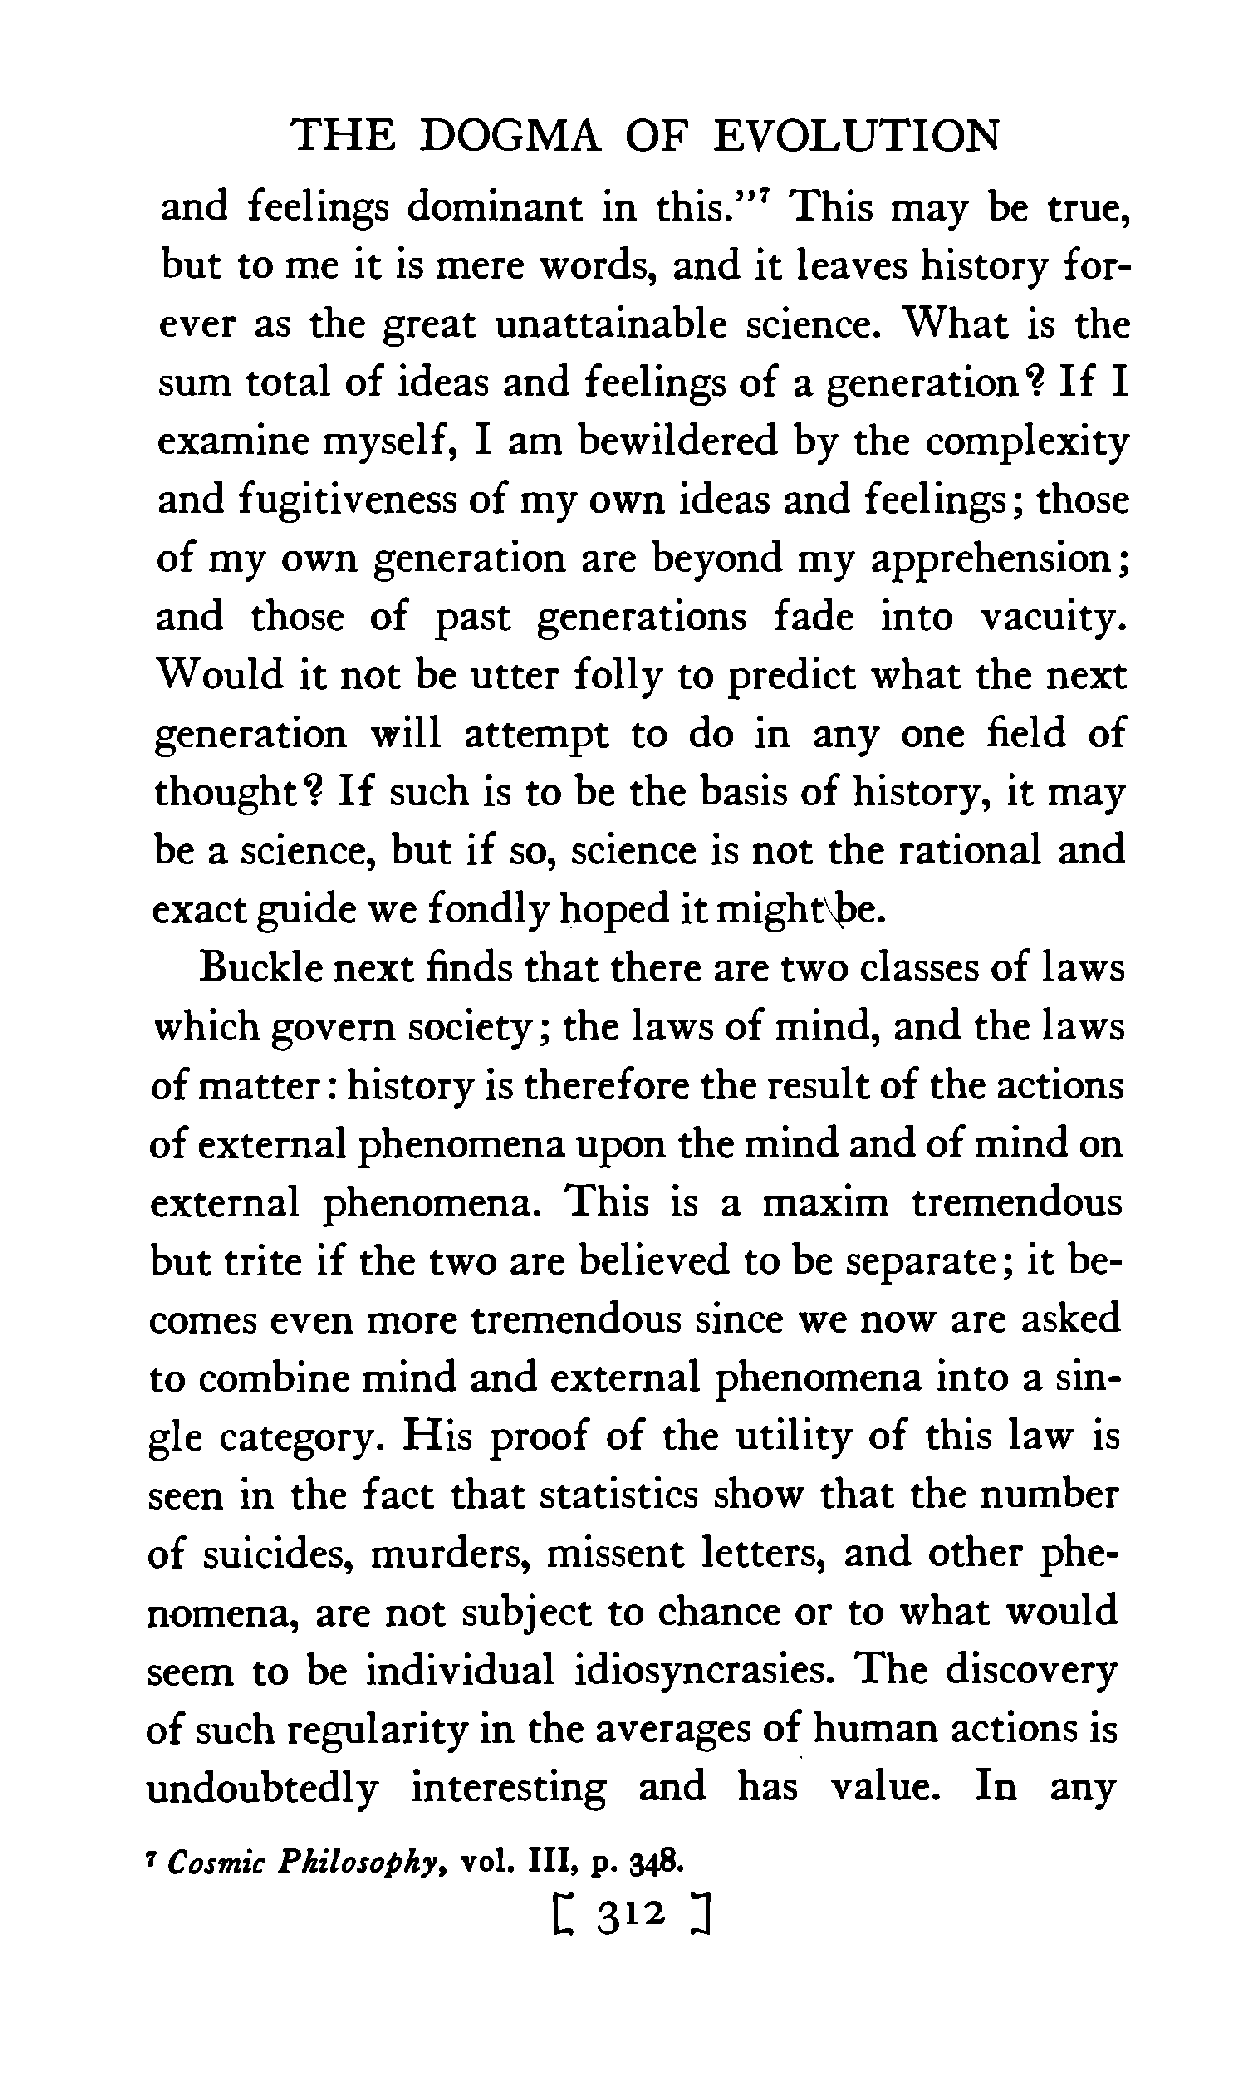 THE DOGMA OF EVOLUTION
and feelings dominant in this."⁷ This may be true,
but to me it is mere words, and it leaves history for-
ever as the great unattainable science. What is the
sum total of ideas and feelings of a generation? If I
examine myself, I am bewildered by the complexity
and fugitiveness of my own ideas and feelings; those
of my own generation are beyond my apprehension;
and those of past generations fade into vacuity.
Would it not be utter folly to predict what the next
generation will attempt to do in any one field of
thought? If such is to be the basis of history, it may
be a science, but if so, science is not the rational and
exact guide we fondly hoped it might be.
Buckle next finds that there are two classes of laws
which govern society; the laws of mind, and the laws
of matter: history is therefore the result of the actions
of external phenomena upon the mind and of mind on
external phenomena. This is a maxim tremendous
but trite if the two are believed to be separate; it be-
comes even more tremendous since we now are asked
to combine mind and external phenomena into a sin-
gle category. His proof of the utility of this law is
seen in the fact that statistics show that the number
of suicides, murders, missent letters, and other phe-
nomena, are not subject to chance or to what would
seem to be individual idiosyncrasies. The discovery
of such regularity in the averages of human actions is
undoubtedly interesting and has value. In any
⁷ Cosmic Philosophy, vol. III, p. 348.
[ 312 ]